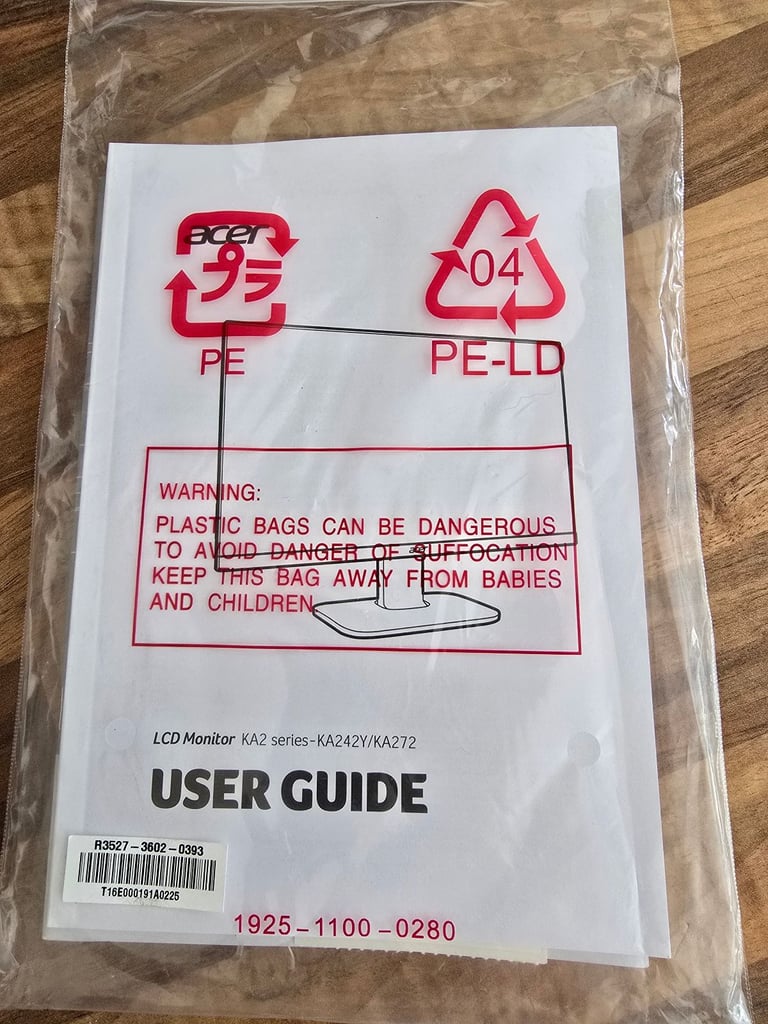 acer
プラ
PE
04
PE-LD
WARNING:
PLASTIC BAGS CAN BE DANGEROUS
TO AVOID DANGER OF SUFFOCATION
KEEP THIS BAG AWAY FROM BABIES
AND CHILDREN
LCD Monitor KA2 series-KA242Y/KA272
USER GUIDE
R3527-3602-0393
T16E000191A0225
1925-1100-0280